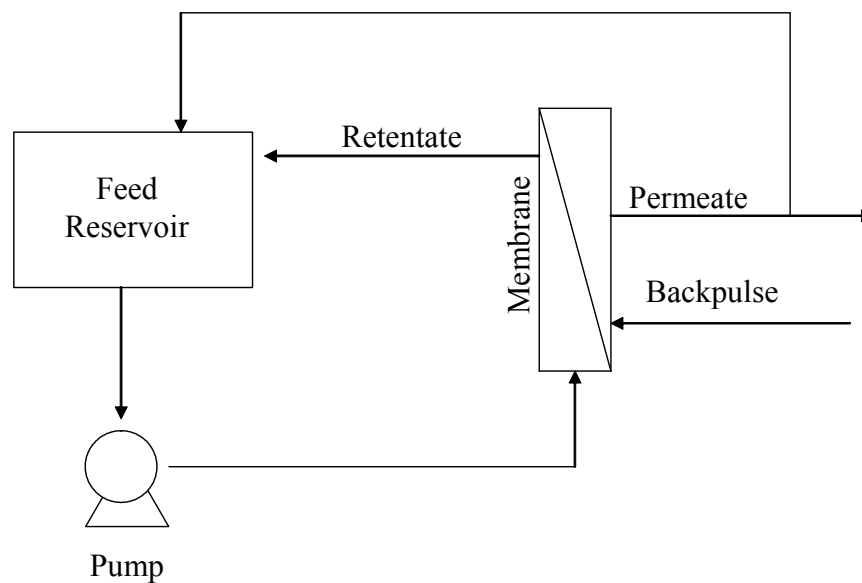 Retentate
Feed
Reservoir
Membrane
Permeate
Backpulse
Pump